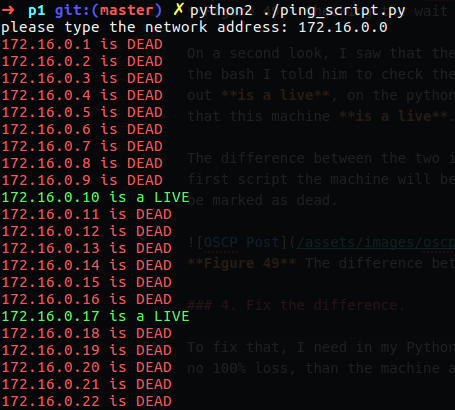 ➜ p1 git:(master) ✗ python2 ./ping_script.py wait
please type the network address: 172.16.0.0
172.16.0.1 is DEAD
On a second look, I saw that the
172.16.0.2 is DEAD
the bash I told him to check the
172.16.0.3 is DEAD
out **is a live**, on the python
172.16.0.4 is DEAD
172.16.0.5 is DEAD
that this machine **is a live**.
172.16.0.6 is DEAD
172.16.0.7 is DEAD
172.16.0.8 is DEAD
The difference between the two i
172.16.0.9 is DEAD
first script the machine will be
172.16.0.10 is a LIVE
be marked as dead.
172.16.0.11 is DEAD
172.16.0.12 is DEAD
172.16.0.13 is DEAD
![OSCP Post](/assets/images/oscp
172.16.0.14 is DEAD
**Figure 49** The difference bet
172.16.0.15 is DEAD
172.16.0.16 is DEAD
### 4. Fix the difference.
172.16.0.17 is a LIVE
172.16.0.18 is DEAD
172.16.0.19 is DEAD
To fix that, I need in my Python
172.16.0.20 is DEAD
no 100% loss, than the machine a
172.16.0.21 is DEAD
172.16.0.22 is DEAD